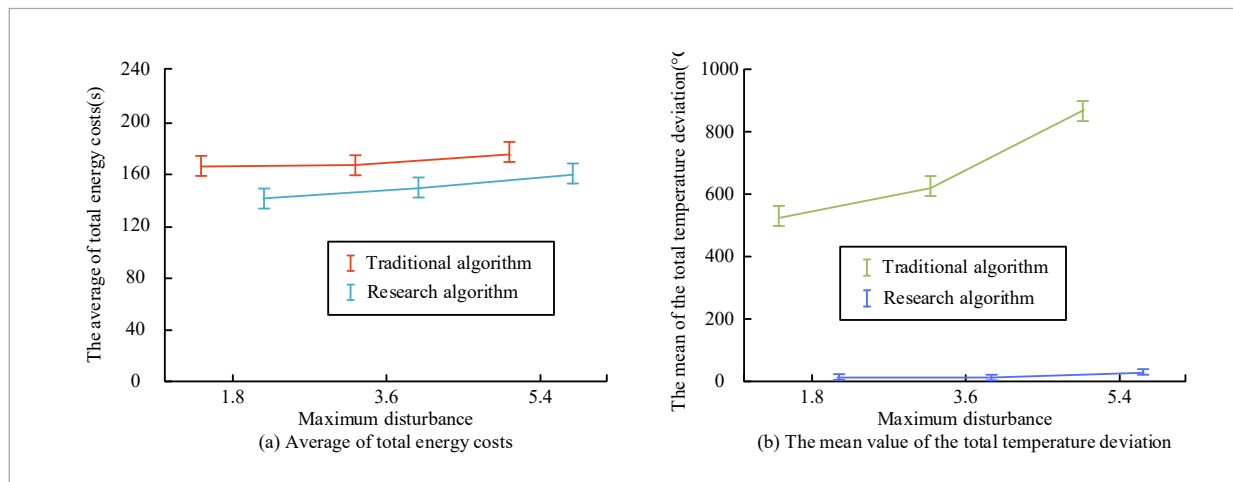 The average of total energy costs(s)
240
200
160
120
80
40
0
Traditional algorithm
Research algorithm
1.8
3.6
5.4
Maximum disturbance
(a) Average of total energy costs
The mean of the total temperature deviation(°C
1000
800
600
400
200
0
Traditional algorithm
Research algorithm
1.8
3.6
5.4
Maximum disturbance
(b) The mean value of the total temperature deviation